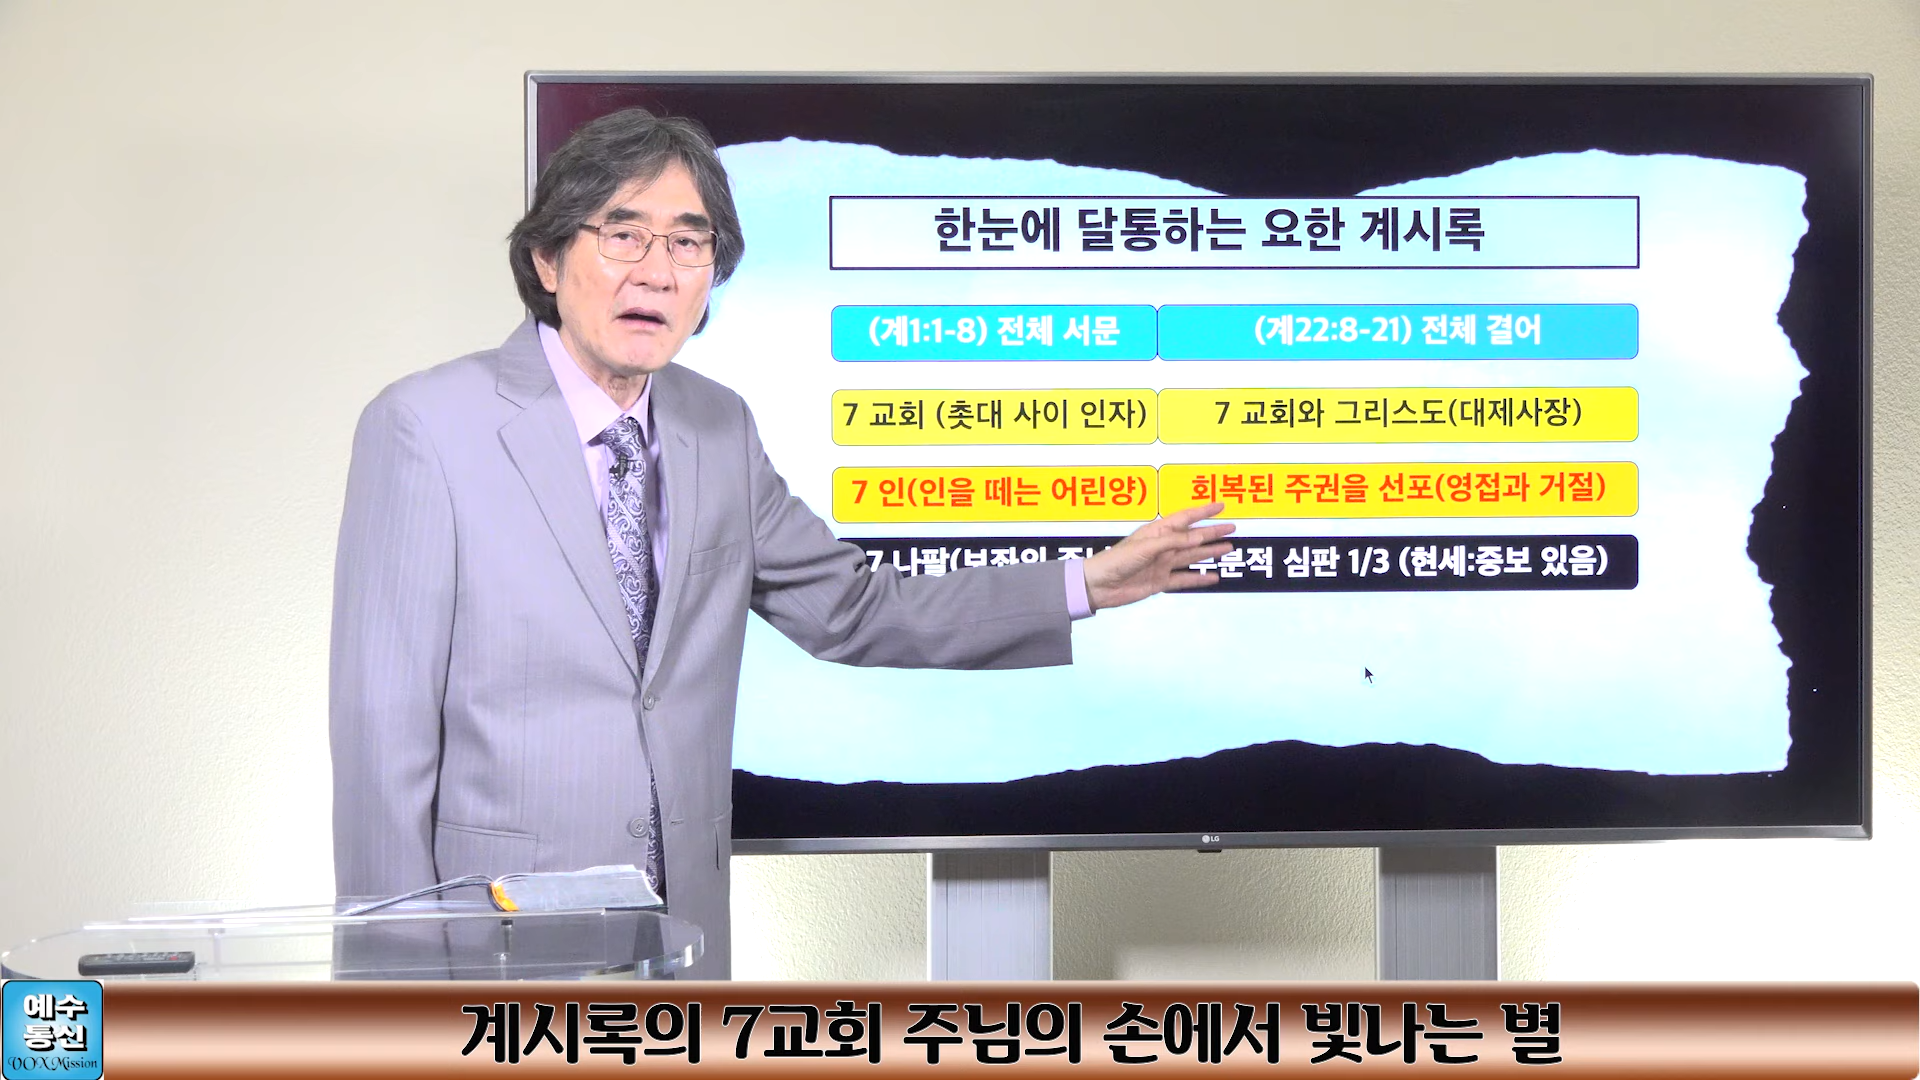 한눈에 달통하는 요한 계시록
(계1:1-8) 전체 서문
(계22:8-21) 전체 결어
7 교회 (촛대 사이 인자)
7 교회와 그리스도(대제사장)
7 인(인을 떼는 어린양)
회복된 주권을 선포(영접과 거절)
7 나팔(보좌의
심판 1/3 (현세:중보 있음)
LG
예수
통신
VOX Mission
계시록의 7교회 주님의 손에서 빛나는 별